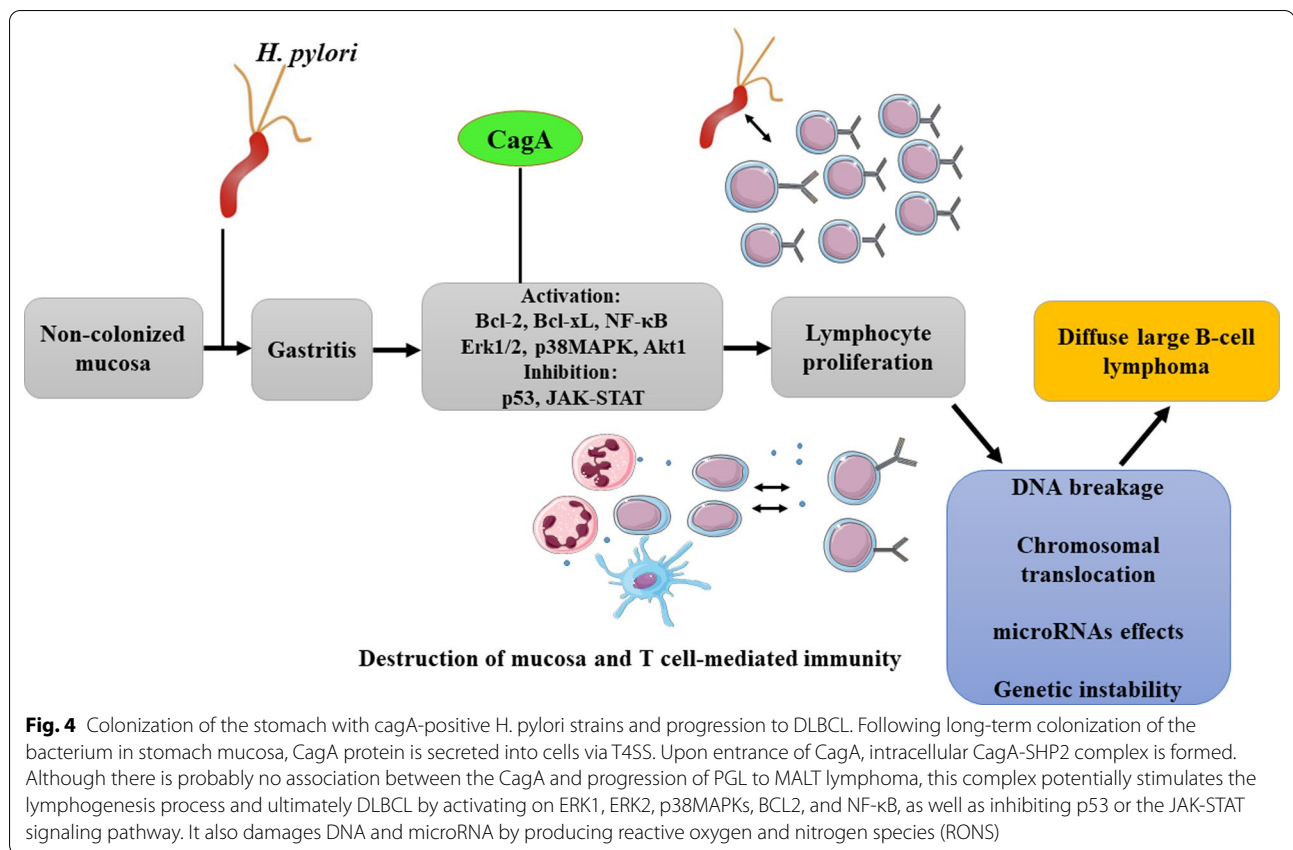 H. pylori
CagA
Non-colonized
mucosa
Gastritis
Activation:
Bcl-2, Bcl-xL, NF-κB
Erk1/2, p38MAPK, Akt1
Inhibition:
p53, JAK-STAT
Lymphocyte
proliferation
Diffuse large B-cell
lymphoma
DNA breakage
Chromosomal
translocation
microRNAs effects
Genetic instability
Destruction of mucosa and T cell-mediated immunity
Fig. 4 Colonization of the stomach with cagA-positive H. pylori strains and progression to DLBCL. Following long-term colonization of the
bacterium in stomach mucosa, CagA protein is secreted into cells via T4SS. Upon entrance of CagA, intracellular CagA-SHP2 complex is formed.
Although there is probably no association between the CagA and progression of PGL to MALT lymphoma, this complex potentially stimulates the
lymphogenesis process and ultimately DLBCL by activating on ERK1, ERK2, p38MAPKs, BCL2, and NF-κB, as well as inhibiting p53 or the JAK-STAT
signaling pathway. It also damages DNA and microRNA by producing reactive oxygen and nitrogen species (RONS)